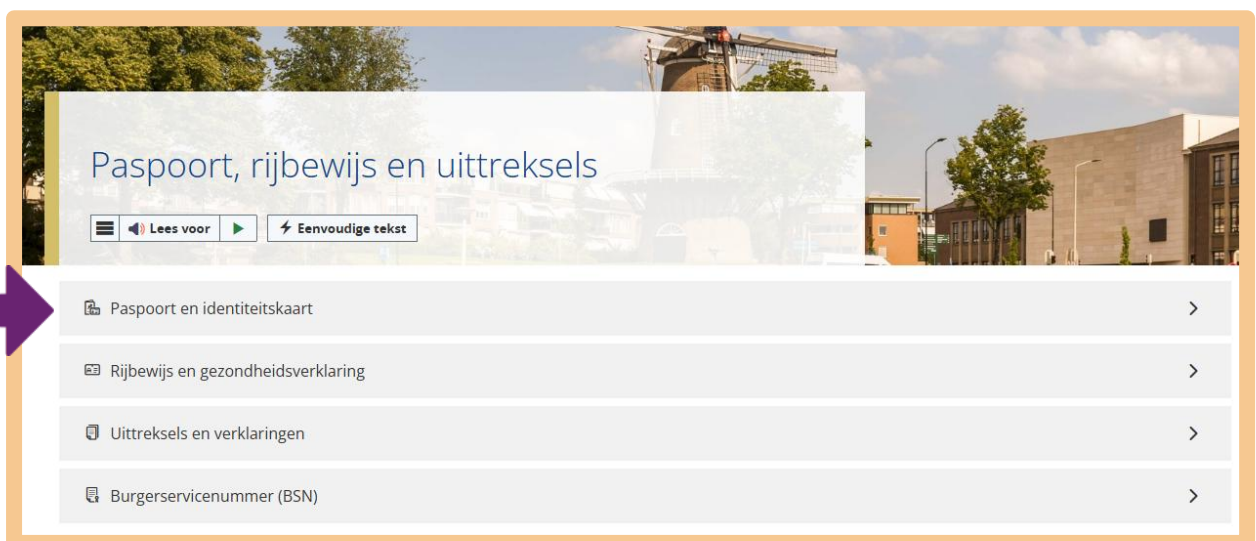 Paspoort, rijbewijs en uittreksels
Lees voor
Eenvoudige tekst
Paspoort en identiteitskaart
Rijbewijs en gezondheidsverklaring
Uittreksels en verklaringen
Burgerservicenummer (BSN)